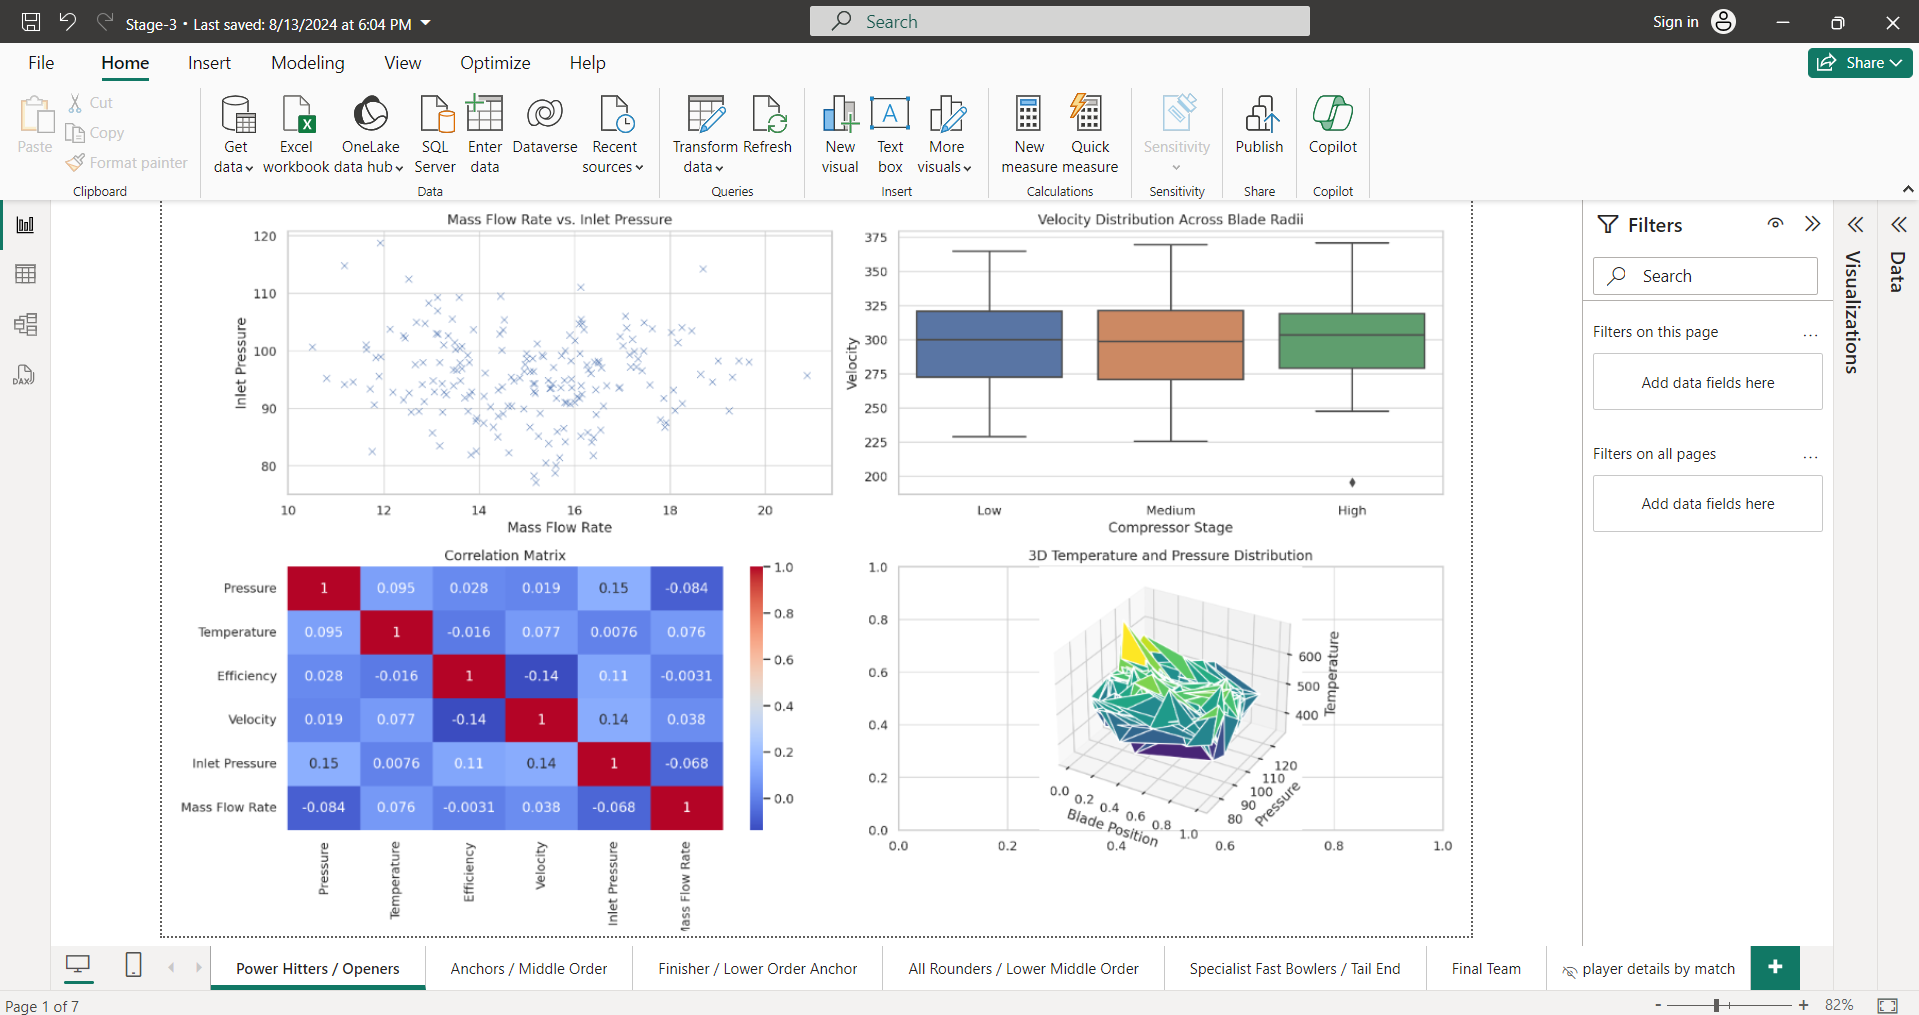 Stage-3 • Last saved: 8/13/2024 at 6:04 PM
Search
Sign in
File Home Insert Modeling View Optimize Help
Share
Paste
Cut
Copy
Format painter
Clipboard
Get data
Excel workbook
OneLake data hub
SQL Server
Enter data
Dataverse
Recent sources
Data
Transform data
Refresh
Queries
New visual
Text box
More visuals
Insert
New measure
Quick measure
Calculations
Sensitivity
Sensitivity
Publish
Share
Copilot
Copilot
Mass Flow Rate vs. Inlet Pressure
120
110
100
90
80
Inlet Pressure
10 12 14 16 18 20
Mass Flow Rate
Velocity Distribution Across Blade Radii
375
350
325
300
275
250
225
200
Velocity
Low Medium High
Compressor Stage
Correlation Matrix
Pressure 1 0.095 0.028 0.019 0.15 -0.084
Temperature 0.095 1 -0.016 0.077 0.0076 0.076
Efficiency 0.028 -0.016 1 -0.14 0.11 -0.0031
Velocity 0.019 0.077 -0.14 1 0.14 0.038
Inlet Pressure 0.15 0.0076 0.11 0.14 1 -0.068
Mass Flow Rate -0.084 0.076 -0.0031 0.038 -0.068 1
Pressure Temperature Efficiency Velocity Inlet Pressure Mass Flow Rate
1.0
0.8
0.6
0.4
0.2
0.0
3D Temperature and Pressure Distribution
1.0
0.8
0.6
0.4
0.2
0.0
0.0 0.2 0.4 0.6 0.8 1.0
600
500
400
Temperature
120
110
100
90
80
Pressure
0.0 0.2 0.4 0.6 0.8 1.0
Blade Position
Filters
Search
Filters on this page ...
Add data fields here
Filters on all pages ...
Add data fields here
Visualizations
Data
DAX
Power Hitters / Openers
Anchors / Middle Order
Finisher / Lower Order Anchor
All Rounders / Lower Middle Order
Specialist Fast Bowlers / Tail End
Final Team
player details by match
+
Page 1 of 7
- + 82%